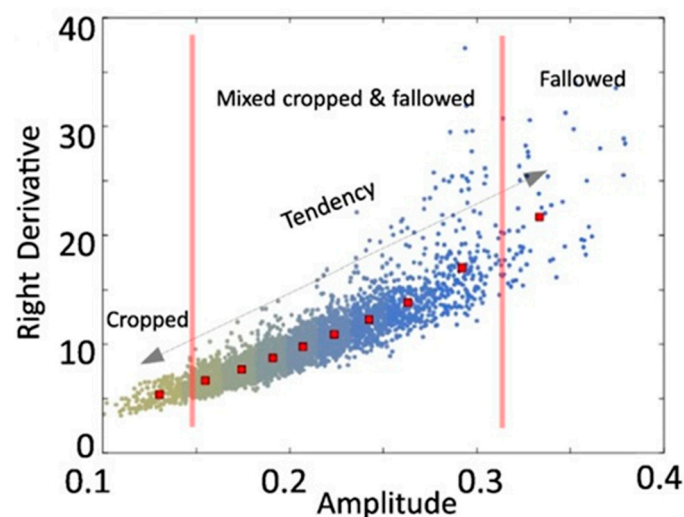 40
30
20
10
0
Right Derivative
Mixed cropped & fallowed
Fallowed
Tendency
Cropped
0.1 0.2 0.3 0.4
Amplitude